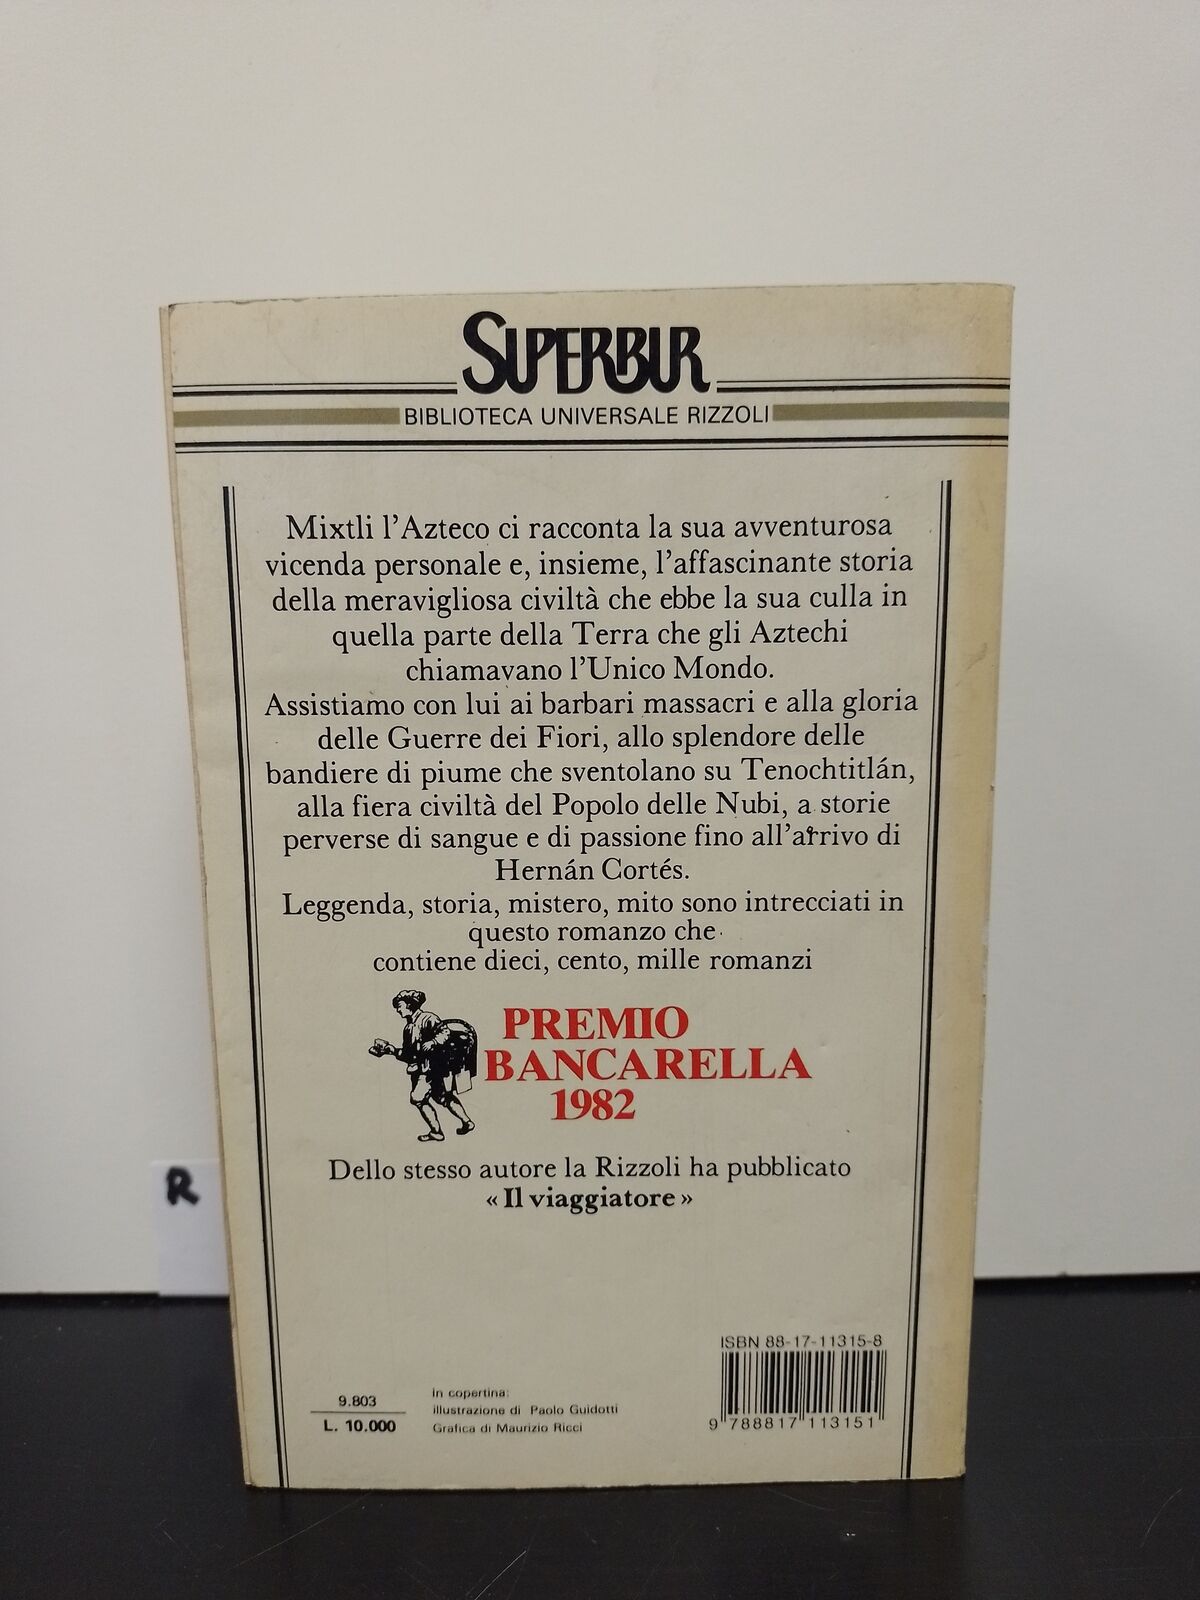 SUPERBUR
BIBLIOTECA UNIVERSALE RIZZOLI
Mixtli l'Azteco ci racconta la sua avventurosa
vicenda personale e, insieme, l'affascinante storia
della meravigliosa civiltà che ebbe la sua culla in
quella parte della Terra che gli Aztechi
chiamavano l'Unico Mondo.
Assistiamo con lui ai barbari massacri e alla gloria
delle Guerre dei Fiori, allo splendore delle
bandiere di piume che sventolano su Tenochtitlán,
alla fiera civiltà del Popolo delle Nubi, a storie
perverse di sangue e di passione fino all'arrivo di
Hernán Cortés.
Leggenda, storia, mistero, mito sono intrecciati in
questo romanzo che
contiene dieci, cento, mille romanzi
PREMIO
BANCARELLA
1982
Dello stesso autore la Rizzoli ha pubblicato
« Il viaggiatore »
R
ISBN 88-17-11315-8
9 788817 113151
9.803
L. 10.000
In copertina:
illustrazione di Paolo Guidotti
Grafica di Maurizio Ricci